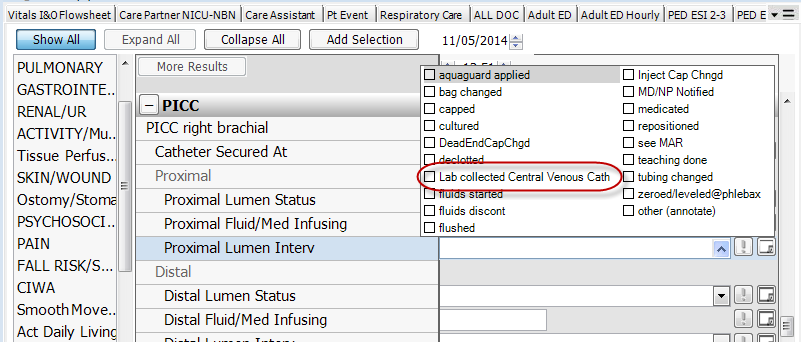 Vitals I&O Flowsheet Care Partner NICU-NBN Care Assistant Pt Event Respiratory Care ALL DOC Adult ED Adult ED Hourly PED ESI 2-3 PED E
Show All Expand All Collapse All Add Selection 11/05/2014
PULMONARY
GASTROINTE...
RENAL/UR
ACTIVITY/Mu...
Tissue Perfus...
SKIN/WOUND
Ostomy/Stoma
PSYCHOSOCI
PAIN
FALL RISK/S...
CIWA
Smooth Move...
Act Daily Living
More Results
PICC
PICC right brachial
Catheter Secured At
Proximal
Proximal Lumen Status
Proximal Fluid/Med Infusing
Proximal Lumen Interv
Distal
Distal Lumen Status
Distal Fluid/Med Infusing
Distal Lumen Interv
aquaguard applied
bag changed
capped
cultured
DeadEndCapChgd
declotted
Lab collected Central Venous Cath
fluids started
fluids discont
flushed
Inject Cap Chngd
MD/NP Notified
medicated
repositioned
see MAR
teaching done
tubing changed
zeroed/leveled@phlebax
other (annotate)